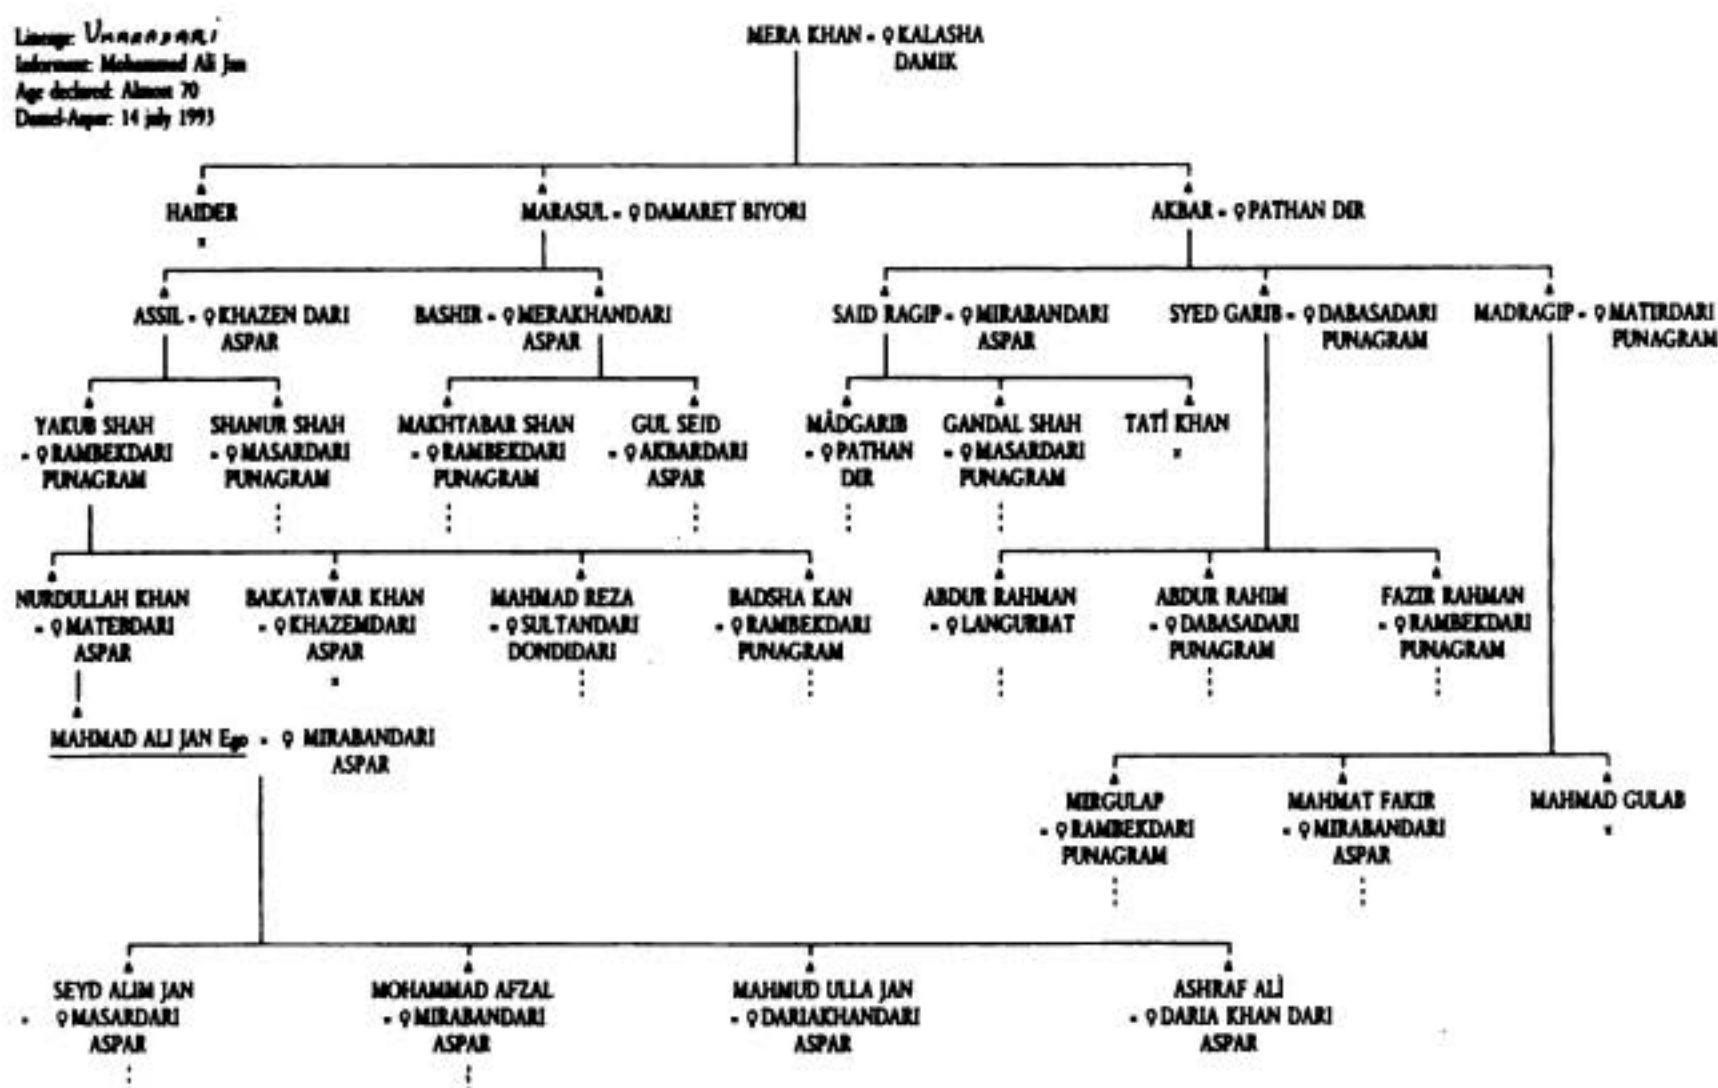 Lineage:
Informant: Mohammad Ali Jan
Age declared: Almost 70
Damel-Aspar: 14 july 1993
MERA KHAN = ♀ KALASHA
DAMIK
HAIDER
MARASUL = ♀ DAMARET BIYORI
AKBAR = ♀ PATHAN DIR
x
ASSIL = ♀ KHAZEN DARI
ASPAR
BASHIR = ♀ MERAKHANDARI
ASPAR
SAID RAGIP = ♀ MIRABANDARI
ASPAR
SYED GARIB = ♀ DABASADARI
PUNAGRAM
MADRAGIP = ♀ MATIRDARI
PUNAGRAM
YAKUB SHAH
= ♀ RAMBEKDARI
PUNAGRAM
SHANUR SHAH
= ♀ MASARDARI
PUNAGRAM
MAKHTABAR SHAN
= ♀ RAMBEKDARI
PUNAGRAM
GUL SEID
= ♀ AKBARDARI
ASPAR
MÀDGARIB
= ♀ PATHAN
DIR
GANDAL SHAH
= ♀ MASARDARI
PUNAGRAM
TATÍ KHAN
x
NURDULLAH KHAN
= ♀ MATEBDARI
ASPAR
BAKATAWAR KHAN
= ♀ KHAZEMDARI
ASPAR
x
MAHMAD REZA
= ♀ SULTANDARI
DONDIDARI
BADSHA KAN
= ♀ RAMBEKDARI
PUNAGRAM
ABDUR RAHMAN
= ♀ LANGURBAT
ABDUR RAHIM
= ♀ DABASADARI
PUNAGRAM
FAZIR RAHMAN
= ♀ RAMBEKDARI
PUNAGRAM
MAHMAD ALI JAN Ego = ♀ MIRABANDARI
ASPAR
MIRGULAP
= ♀ RAMBEKDARI
PUNAGRAM
MAHMAT FAKIR
= ♀ MIRABANDARI
ASPAR
MAHMAD GULAB
x
SEYD ALIM JAN
= ♀ MASARDARI
ASPAR
MOHAMMAD AFZAL
= ♀ MIRABANDARI
ASPAR
MAHMUD ULLA JAN
= ♀ DARIAKHANDARI
ASPAR
ASHRAF ALÌ
= ♀ DARIA KHAN DARI
ASPAR